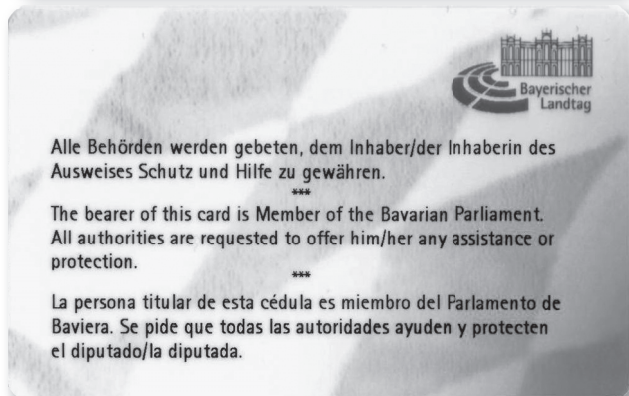 Bayerischer
Landtag
Alle Behörden werden gebeten, dem Inhaber/der Inhaberin des
Ausweises Schutz und Hilfe zu gewähren.
***
The bearer of this card is Member of the Bavarian Parliament.
All authorities are requested to offer him/her any assistance or
protection.
***
La persona titular de esta cédula es miembro del Parlamento de
Baviera. Se pide que todas las autoridades ayuden y protecten
el diputado/la diputada.